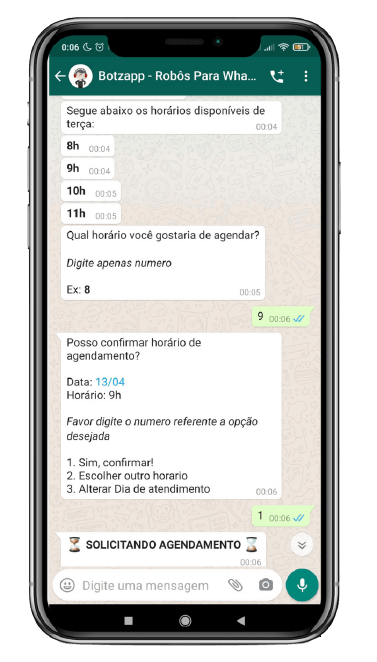 0:06
Botzapp - Robôs Para Wha...
Segue abaixo os horários disponíveis de
terça:
00:04
8h 00:04
9h 00:04
10h 00:05
11h 00:05
Qual horário você gostaria de agendar?
Digite apenas numero
Ex: 8
00:05
9 00:06
Posso confirmar horário de
agendamento?
Data: 13/04
Horário: 9h
Favor digite o numero referente a opção
desejada
1. Sim, confirmar!
2. Escolher outro horario
3. Alterar Dia de atendimento
00:06
1 00:06
⏳ SOLICITANDO AGENDAMENTO ⌛
00:06
Digite uma mensagem